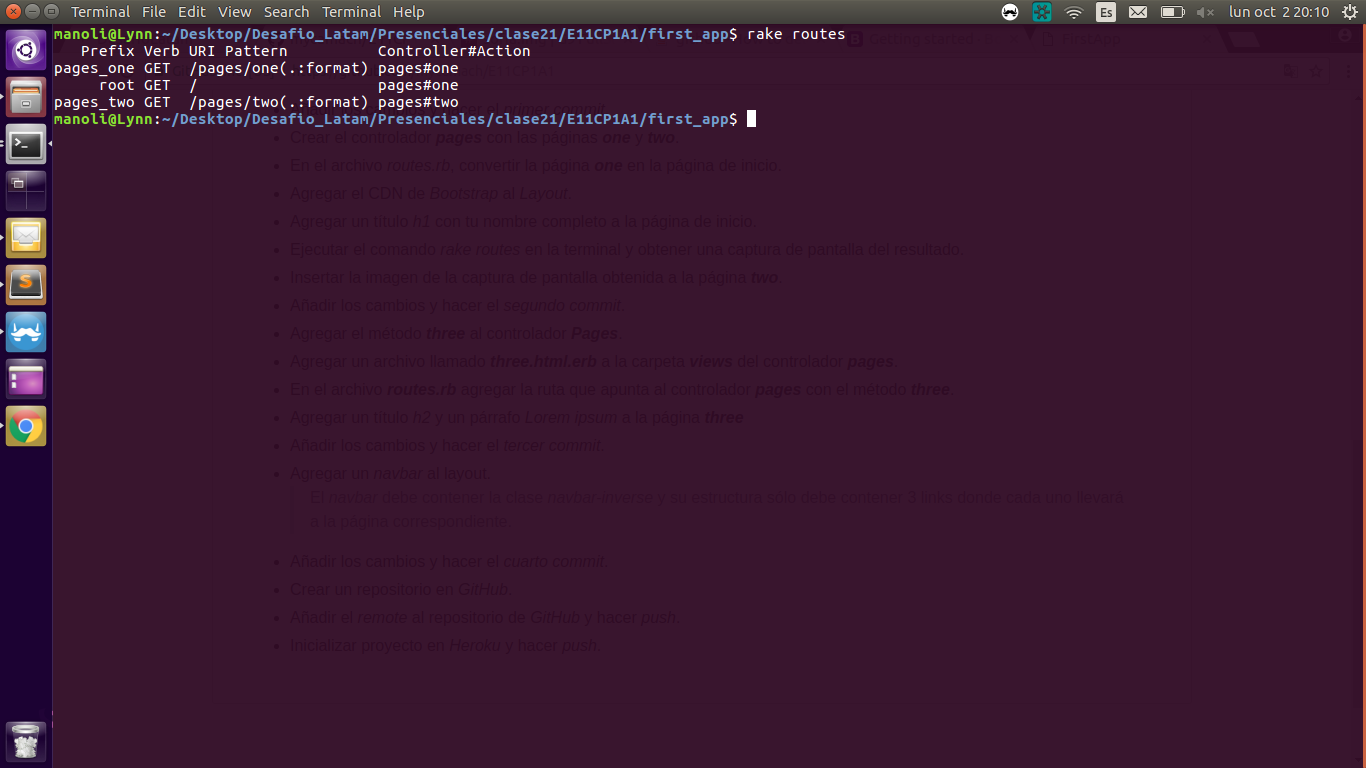 Terminal File Edit View Search Terminal Help Es lun oct 2 20:10
manoli@Lynn:~/Desktop/Desafio_Latam/Presenciales/clase21/E11CP1A1/first_app$ rake routes
Prefix Verb URI Pattern Controller#Action
pages_one GET /pages/one(.:format) pages#one
root GET / pages#one
pages_two GET /pages/two(.:format) pages#two
manoli@Lynn:~/Desktop/Desafio_Latam/Presenciales/clase21/E11CP1A1/first_app$
Getting started FirstApp
hacer el primer commit.
Crear el controlador pages con las páginas one y two.
En el archivo routes.rb, convertir la página one en la página de inicio.
Agregar el CDN de Bootstrap al Layout.
Agregar un título h1 con tu nombre completo a la página de inicio.
Ejecutar el comando rake routes en la terminal y obtener una captura de pantalla del resultado.
Insertar la imagen de la captura de pantalla obtenida a la página two.
Añadir los cambios y hacer el segundo commit.
Agregar el método three al controlador Pages.
Agregar un archivo llamado three.html.erb a la carpeta views del controlador pages.
En el archivo routes.rb agregar la ruta que apunta al controlador pages con el método three.
Agregar un título h2 y un párrafo Lorem ipsum a la página three
Añadir los cambios y hacer el tercer commit.
Agregar un navbar al layout.
El navbar debe contener la clase navbar-inverse y su estructura sólo debe contener 3 links donde cada uno llevará
a la página correspondiente.
Añadir los cambios y hacer el cuarto commit.
Crear un repositorio en GitHub.
Añadir el remote al repositorio de GitHub y hacer push.
Inicializar proyecto en Heroku y hacer push.